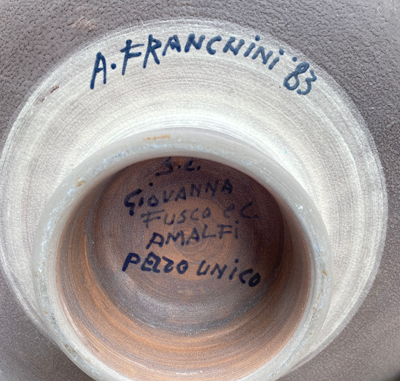 A. FRANCHINI '83
S.L.
GIOVANNA
FUSCO e C.
AMALFI
PEZZO UNICO